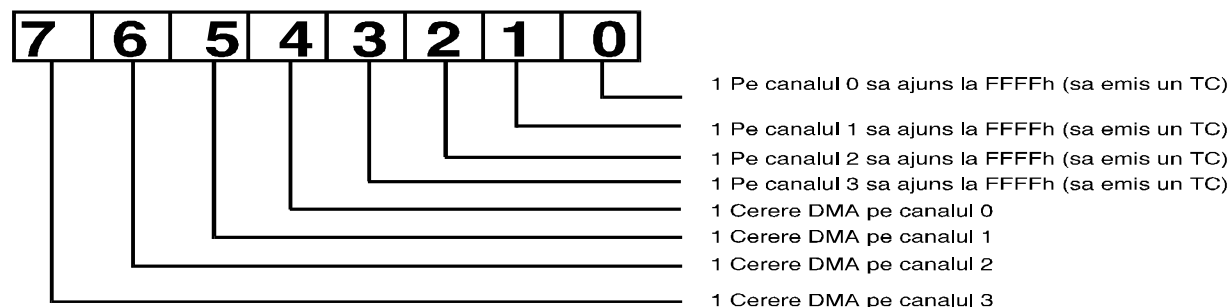 7 6 5 4 3 2 1 0
1 Pe canalul 0 sa ajuns la FFFFh (sa emis un TC)
1 Pe canalul 1 sa ajuns la FFFFh (sa emis un TC)
1 Pe canalul 2 sa ajuns la FFFFh (sa emis un TC)
1 Pe canalul 3 sa ajuns la FFFFh (sa emis un TC)
1 Cerere DMA pe canalul 0
1 Cerere DMA pe canalul 1
1 Cerere DMA pe canalul 2
1 Cerere DMA pe canalul 3